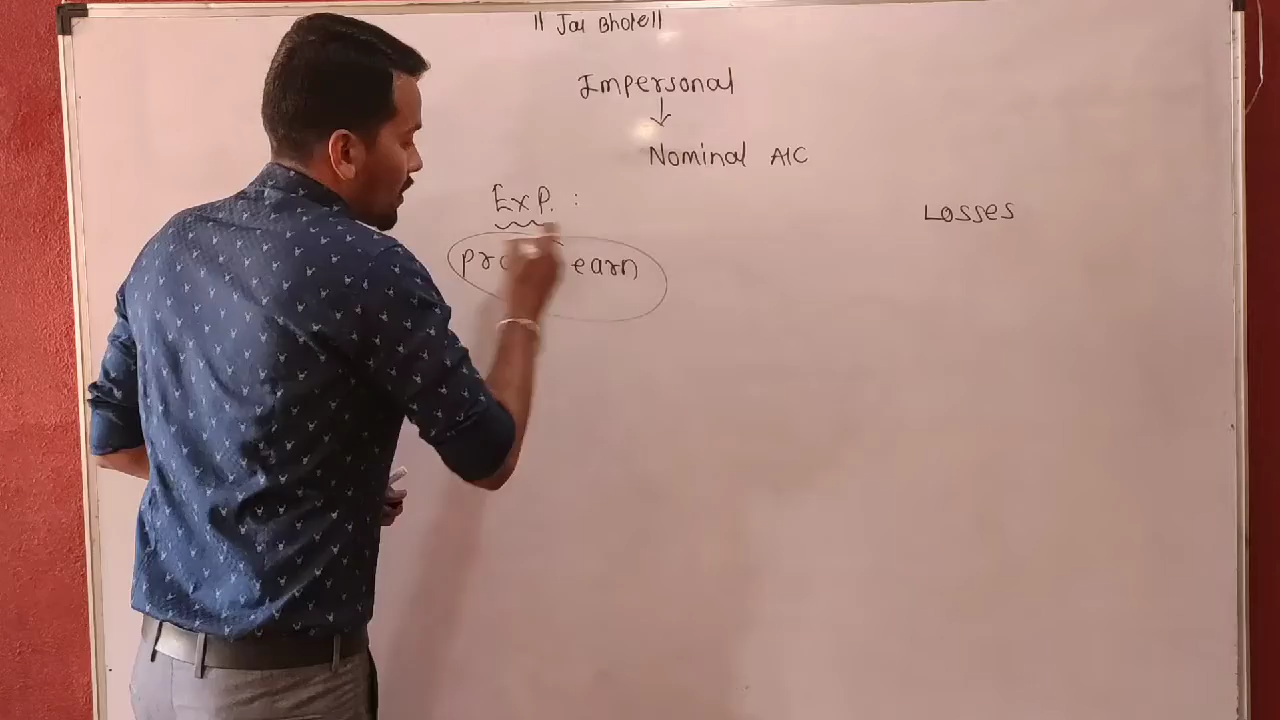 || Jai Bhole ||
Impersonal
↓
Nominal A/C
Exp. :
Losses
earn